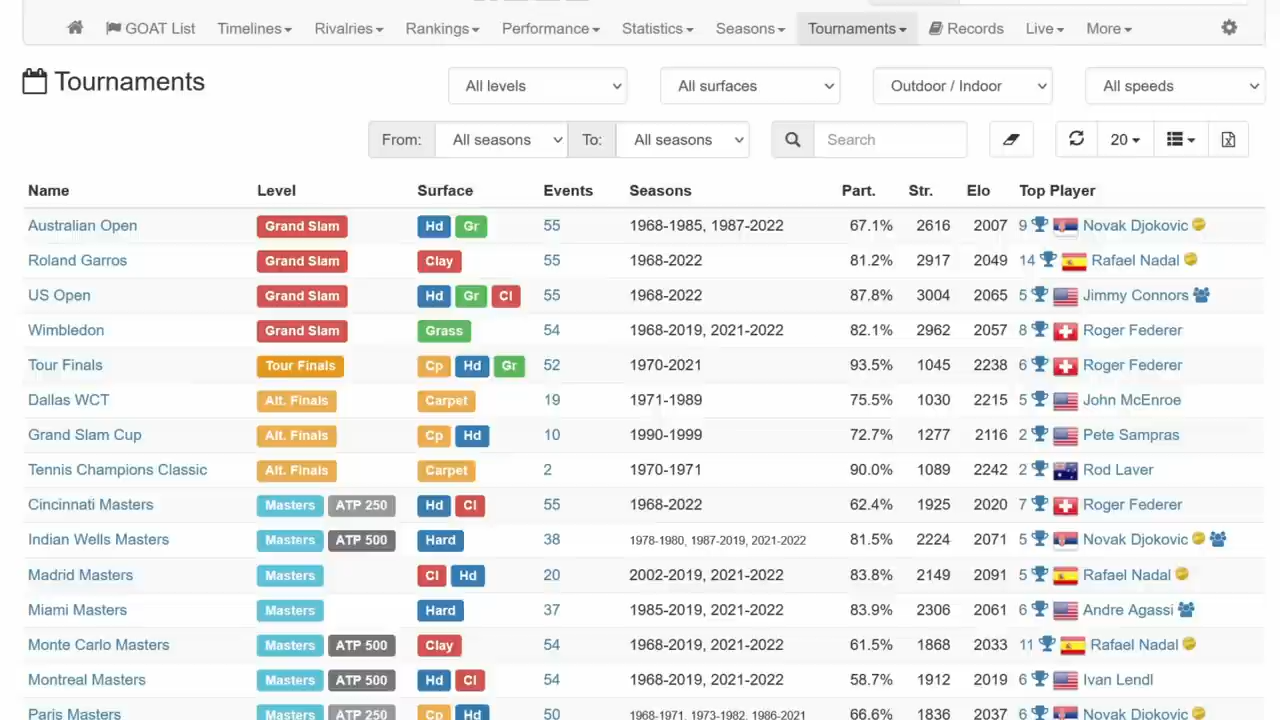 GOAT List Timelines Rivalries Rankings Performance Statistics Seasons Tournaments Records Live More
Tournaments All levels All surfaces Outdoor / Indoor All speeds
From: All seasons To: All seasons Search 20
Name Level Surface Events Seasons Part. Str. Elo Top Player
Australian Open Grand Slam Hd Gr 55 1968-1985, 1987-2022 67.1% 2616 2007 9 Novak Djokovic
Roland Garros Grand Slam Clay 55 1968-2022 81.2% 2917 2049 14 Rafael Nadal
US Open Grand Slam Hd Gr Cl 55 1968-2022 87.8% 3004 2065 5 Jimmy Connors
Wimbledon Grand Slam Grass 54 1968-2019, 2021-2022 82.1% 2962 2057 8 Roger Federer
Tour Finals Tour Finals Cp Hd Gr 52 1970-2021 93.5% 1045 2238 6 Roger Federer
Dallas WCT Alt. Finals Carpet 19 1971-1989 75.5% 1030 2215 5 John McEnroe
Grand Slam Cup Alt. Finals Cp Hd 10 1990-1999 72.7% 1277 2116 2 Pete Sampras
Tennis Champions Classic Alt. Finals Carpet 2 1970-1971 90.0% 1089 2242 2 Rod Laver
Cincinnati Masters Masters ATP 250 Hd Cl 55 1968-2022 62.4% 1925 2020 7 Roger Federer
Indian Wells Masters Masters ATP 500 Hard 38 1978-1980, 1987-2019, 2021-2022 81.5% 2224 2071 5 Novak Djokovic
Madrid Masters Masters Cl Hd 20 2002-2019, 2021-2022 83.8% 2149 2091 5 Rafael Nadal
Miami Masters Masters Hard 37 1985-2019, 2021-2022 83.9% 2306 2061 6 Andre Agassi
Monte Carlo Masters Masters ATP 500 Clay 54 1968-2019, 2021-2022 61.5% 1868 2033 11 Rafael Nadal
Montreal Masters Masters ATP 500 Hd Cl 54 1968-2019, 2021-2022 58.7% 1912 2019 6 Ivan Lendl
Paris Masters Masters ATP 250 Cp Hd 50 1968-1971, 1973-1982, 1986-2021 66.6% 1836 2037 6 Novak Djokovic